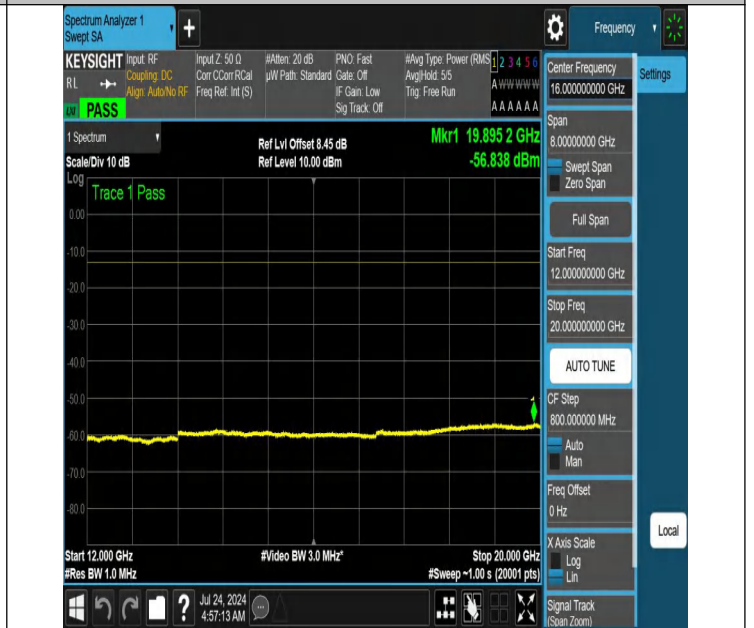 Spectrum Analyzer 1
Swept SA
+
Frequency
KEYSIGHT
RL
PASS
Input: RF
Coupling: DC
Align: Auto/No RF
Input Z: 50 Ω
Corr CCorr RCal
Freq Ref: Int (S)
#Atten: 20 dB
µW Path: Standard
PNO: Fast
Gate: Off
IF Gain: Low
Sig Track: Off
#Avg Type: Power (RMS
Avg|Hold: 5/5
Trig: Free Run
1 2 3 4 5 6
A W W W W W
A A A A A A
Center Frequency
16.000000000 GHz
Settings
1 Spectrum
Scale/Div 10 dB
Ref Lvl Offset 8.45 dB
Ref Level 10.00 dBm
Mkr1 19.895 2 GHz
-56.838 dBm
Log
Trace 1 Pass
0.00
-10.0
-20.0
-30.0
-40.0
-50.0
-60.0
-70.0
-80.0
Span
8.00000000 GHz
Swept Span
Zero Span
Full Span
Start Freq
12.000000000 GHz
Stop Freq
20.000000000 GHz
AUTO TUNE
CF Step
800.000000 MHz
Auto
Man
Freq Offset
0 Hz
X Axis Scale
Log
Lin
Local
Signal Track
(Span Zoom)
Start 12.000 GHz
#Res BW 1.0 MHz
#Video BW 3.0 MHz*
Stop 20.000 GHz
#Sweep ~1.00 s (20001 pts)
?
Jul 24, 2024
4:57:13 AM